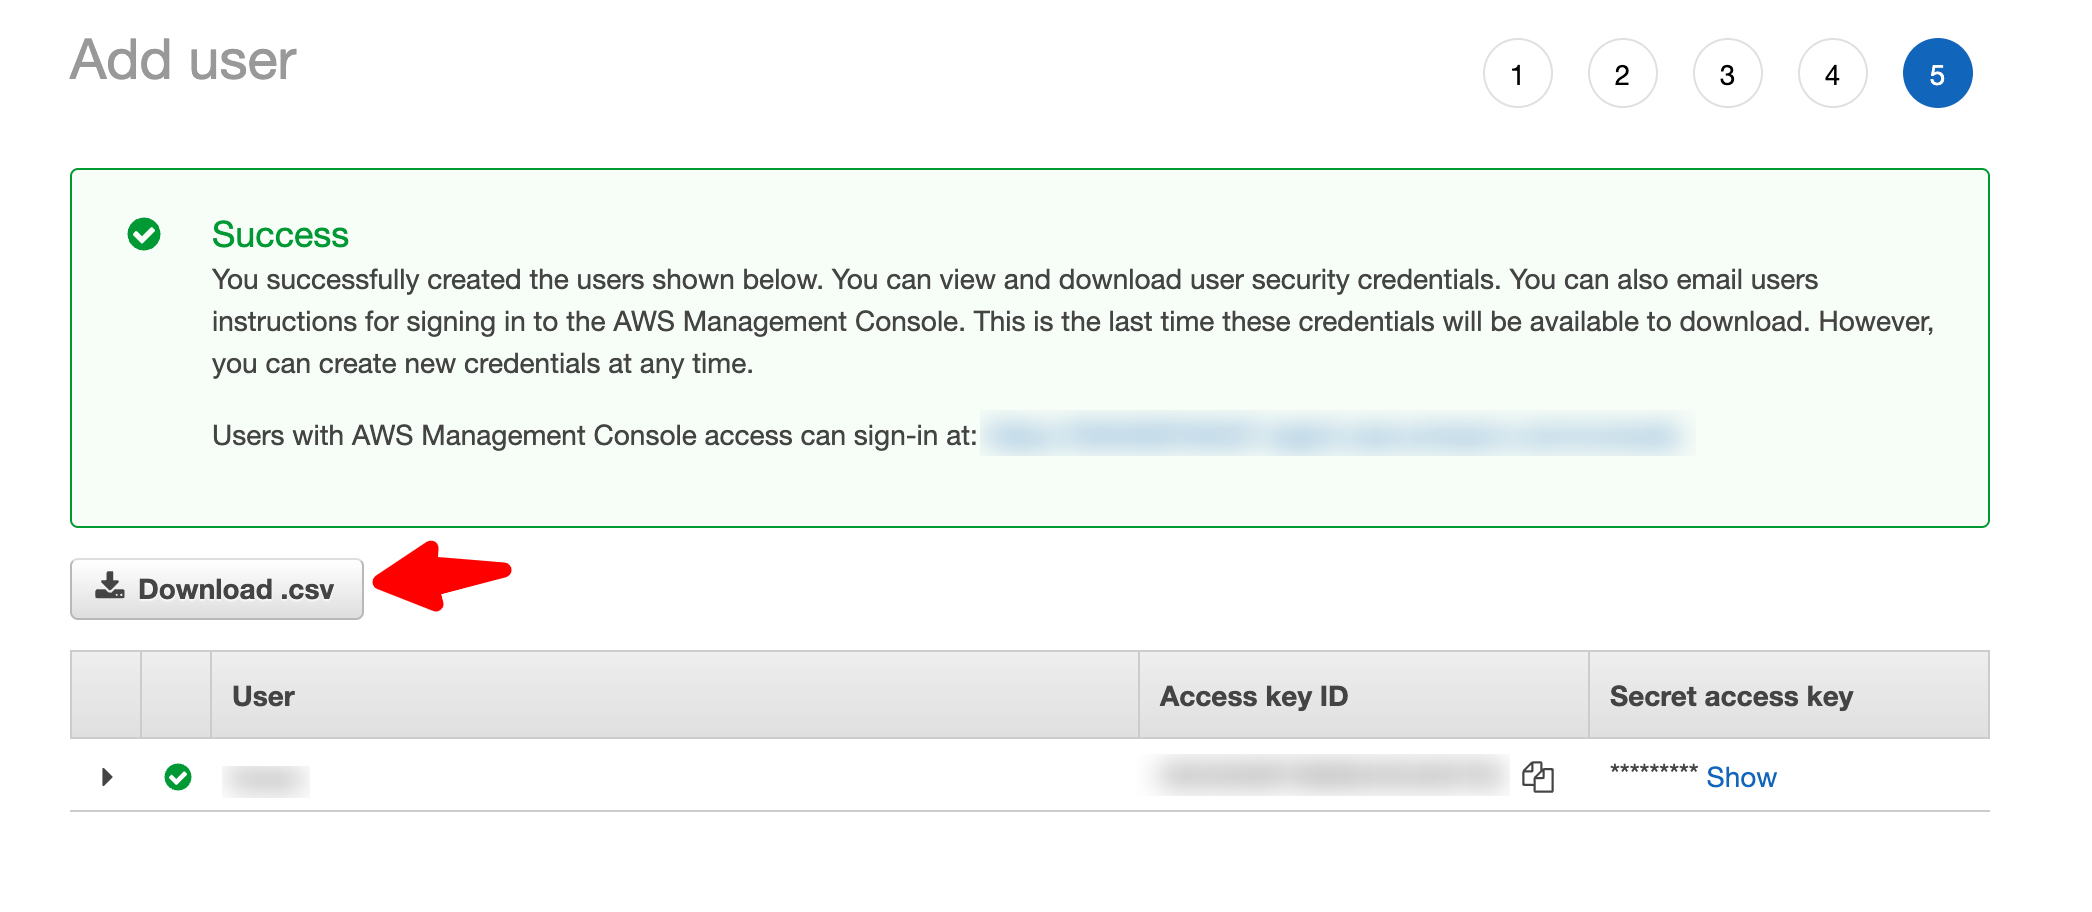 Add user
1 2 3 4 5
Success
You successfully created the users shown below. You can view and download user security credentials. You can also email users
instructions for signing in to the AWS Management Console. This is the last time these credentials will be available to download. However,
you can create new credentials at any time.
Users with AWS Management Console access can sign-in at:
Download .csv
User Access key ID Secret access key
********* Show